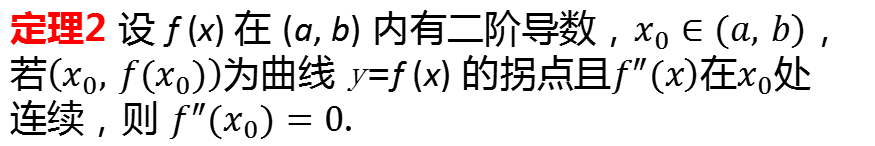 定理2 设 f (x) 在 (a, b) 内有二阶导数，x₀ ∈ (a, b)，
若(x₀, f(x₀))为曲线 y=f (x) 的拐点且f″(x)在x₀处
连续，则 f″(x₀) = 0.